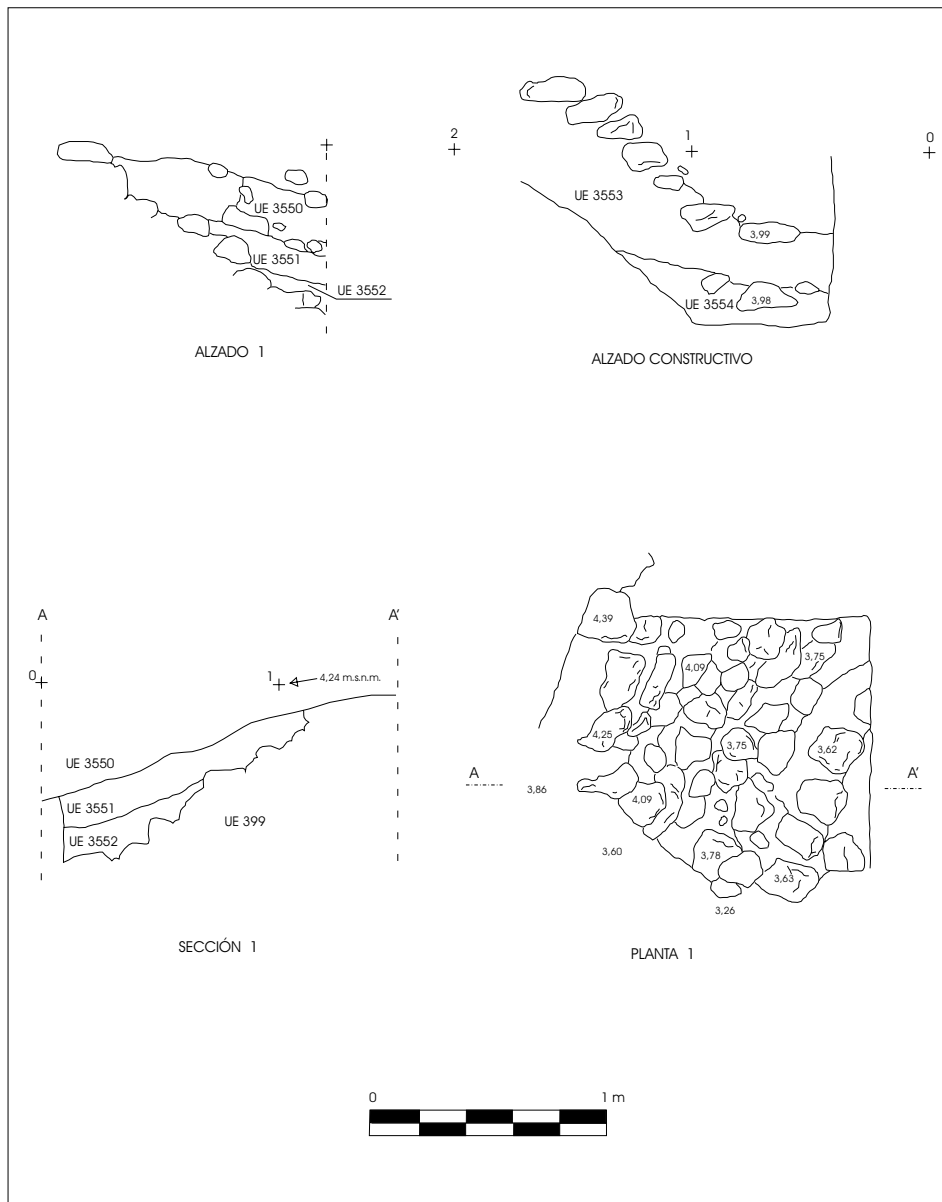 UE 3550
UE 3551
UE 3552
ALZADO 1
2
1
0
UE 3553
3,99
UE 3554
3,98
ALZADO CONSTRUCTIVO
A
A'
0
1
4,24 m.s.n.m.
UE 3550
UE 3551
UE 3552
UE 399
SECCIÓN 1
4,39
4,09
3,75
4,25
3,75
3,62
A
A'
3,86
4,09
3,60
3,78
3,63
3,26
PLANTA 1
0
1 m